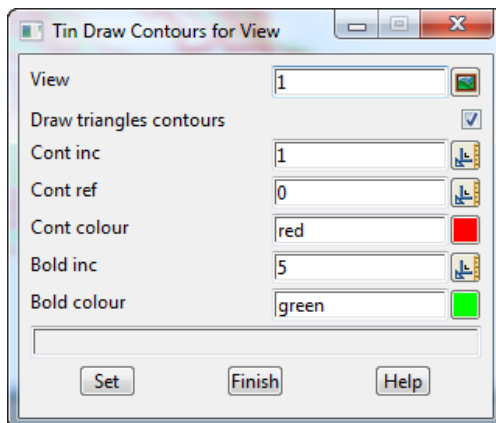 Tin Draw Contours for View
View 1
Draw triangles contours
Cont inc 1
Cont ref 0
Cont colour red
Bold inc 5
Bold colour green
Set Finish Help